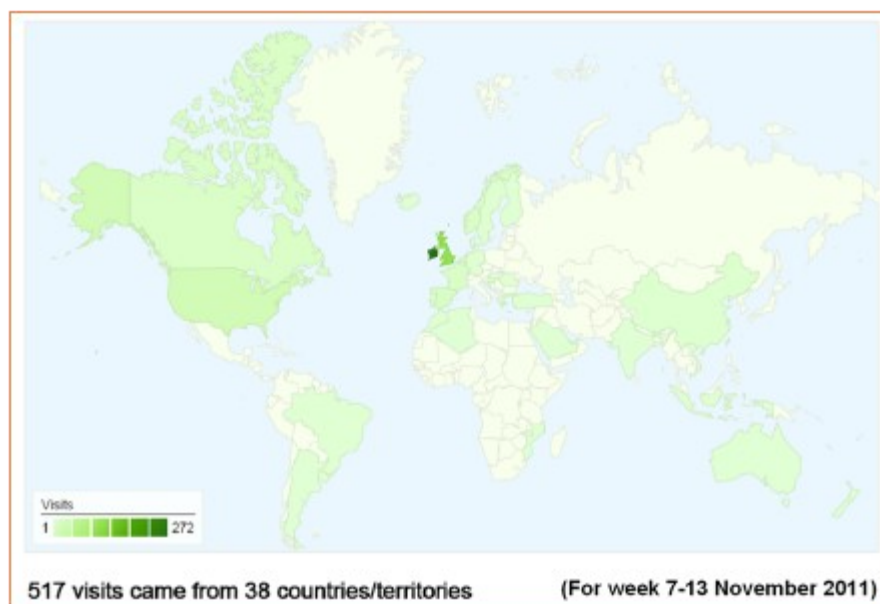 Visits
1 272
517 visits came from 38 countries/territories
(For week 7-13 November 2011)